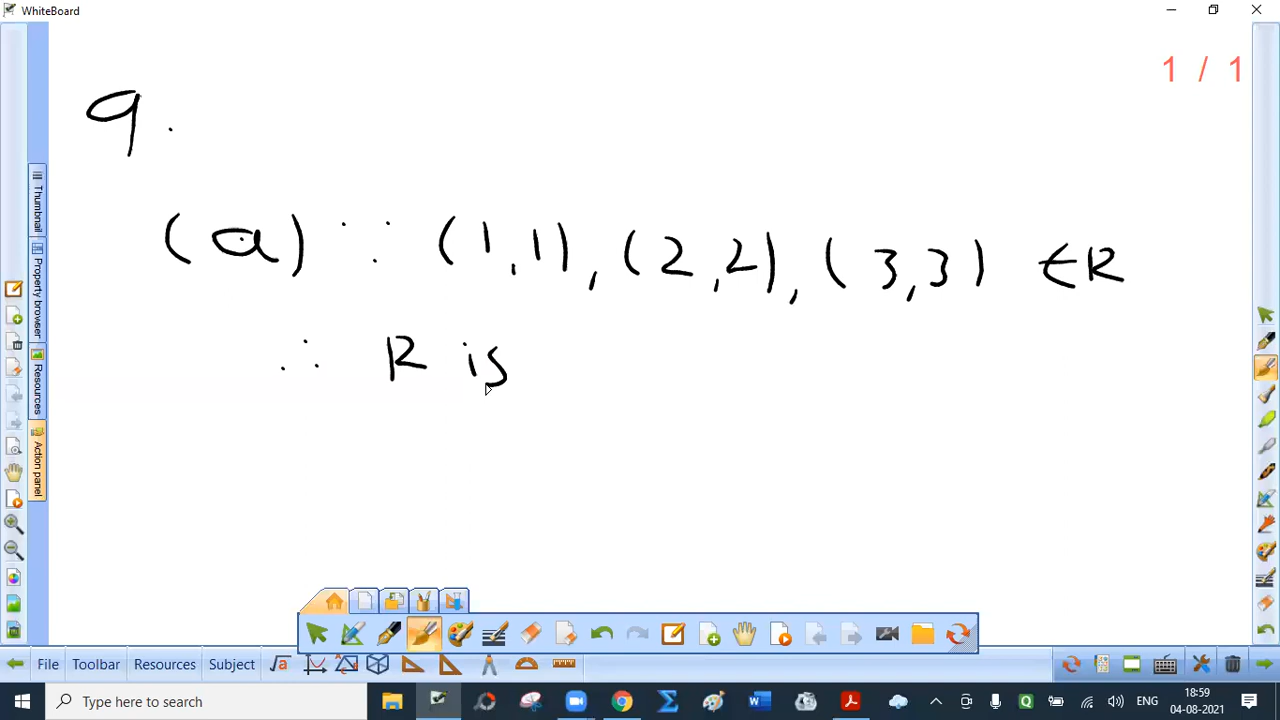 WhiteBoard
1 / 1
9.
(a) ∵ (1,1), (2,2), (3,3) ∈R
∴ R is
Thumbnail
Property browser
Resources
Action panel
File Tutorial Resources Subject
Type here to search
ENG
18:59
04-08-2021